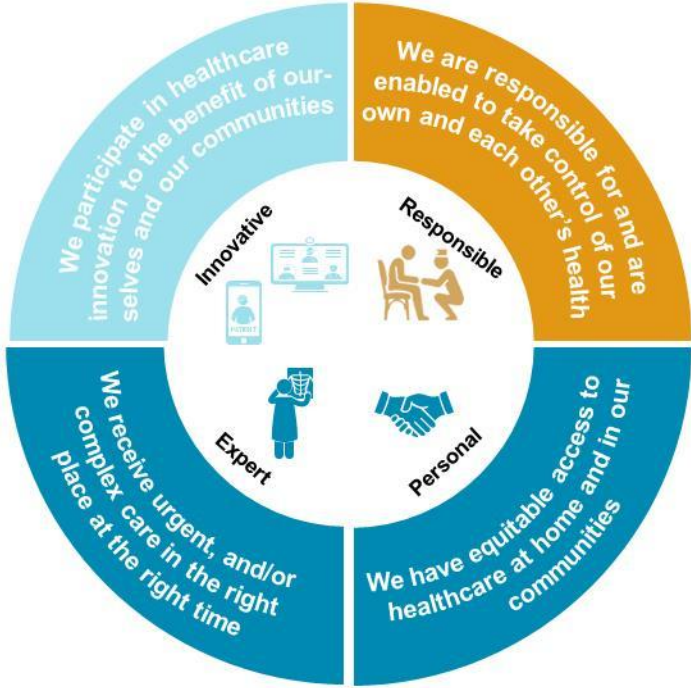 We participate in healthcare
innovation to the benefit of our-
selves and our communities
We are responsible for and are
enabled to take control of our
own and each other's health
Innovative
Responsible
PATIENT
Expert
Personal
We receive urgent, and/or
complex care in the right
place at the right time
We have equitable access to
healthcare at home and in our
communities